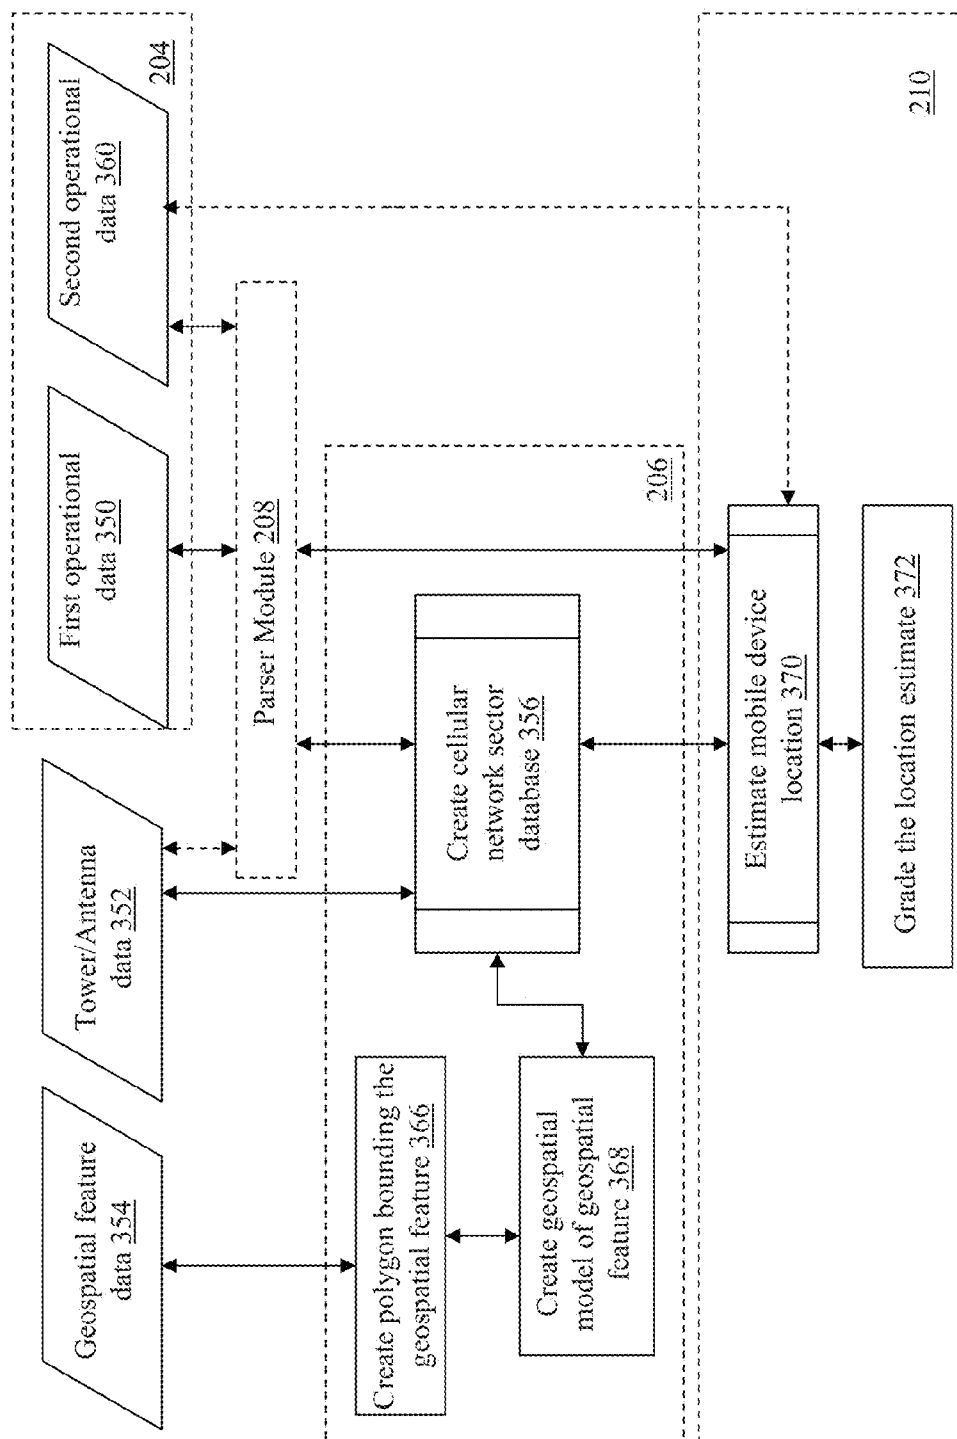 Geospatial feature
data 354
Tower/Antenna
data 352
First operational
data 350
Second operational
data 360
204
Parser Module 208
Create polygon bounding the
geospatial feature 366
Create geospatial
model of geospatial
feature 368
Create cellular
network sector
database 356
206
Estimate mobile device
location 370
Grade the location estimate 372
210